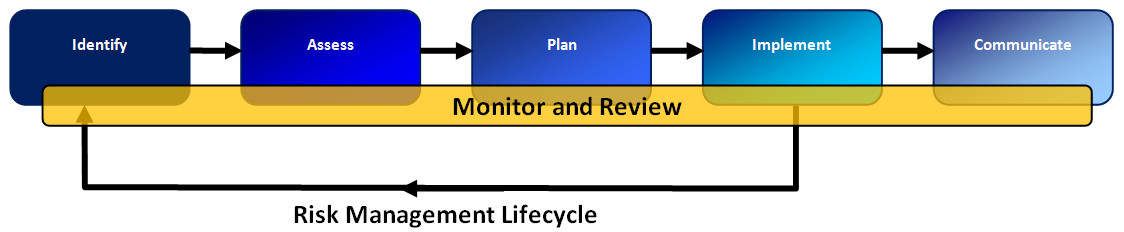 Identify
Assess
Plan
Implement
Communicate
Monitor and Review
Risk Management Lifecycle